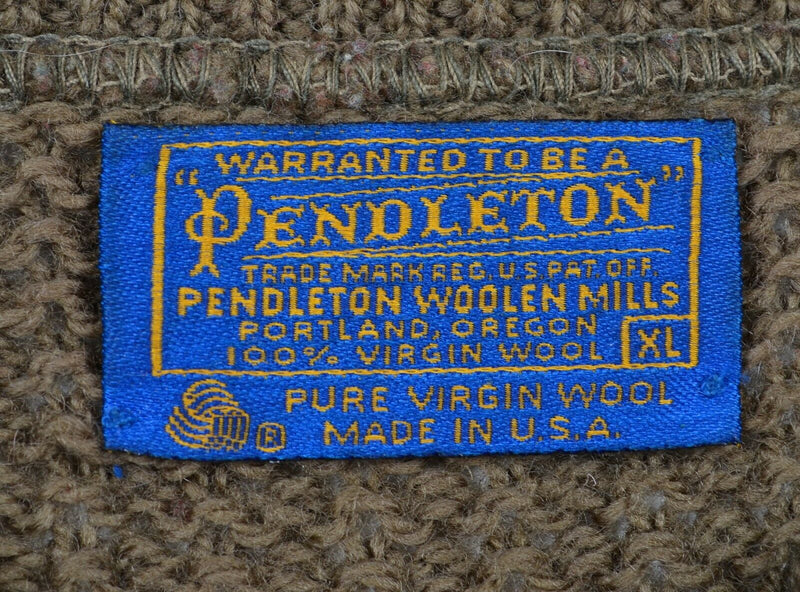 WARRANTED TO BE A
"PENDLETON"
TRADE MARK REG. U.S. PAT. OFF.
PENDLETON WOOLEN MILLS
PORTLAND, OREGON
100% VIRGIN WOOL XL
PURE VIRGIN WOOL
® MADE IN U.S.A.